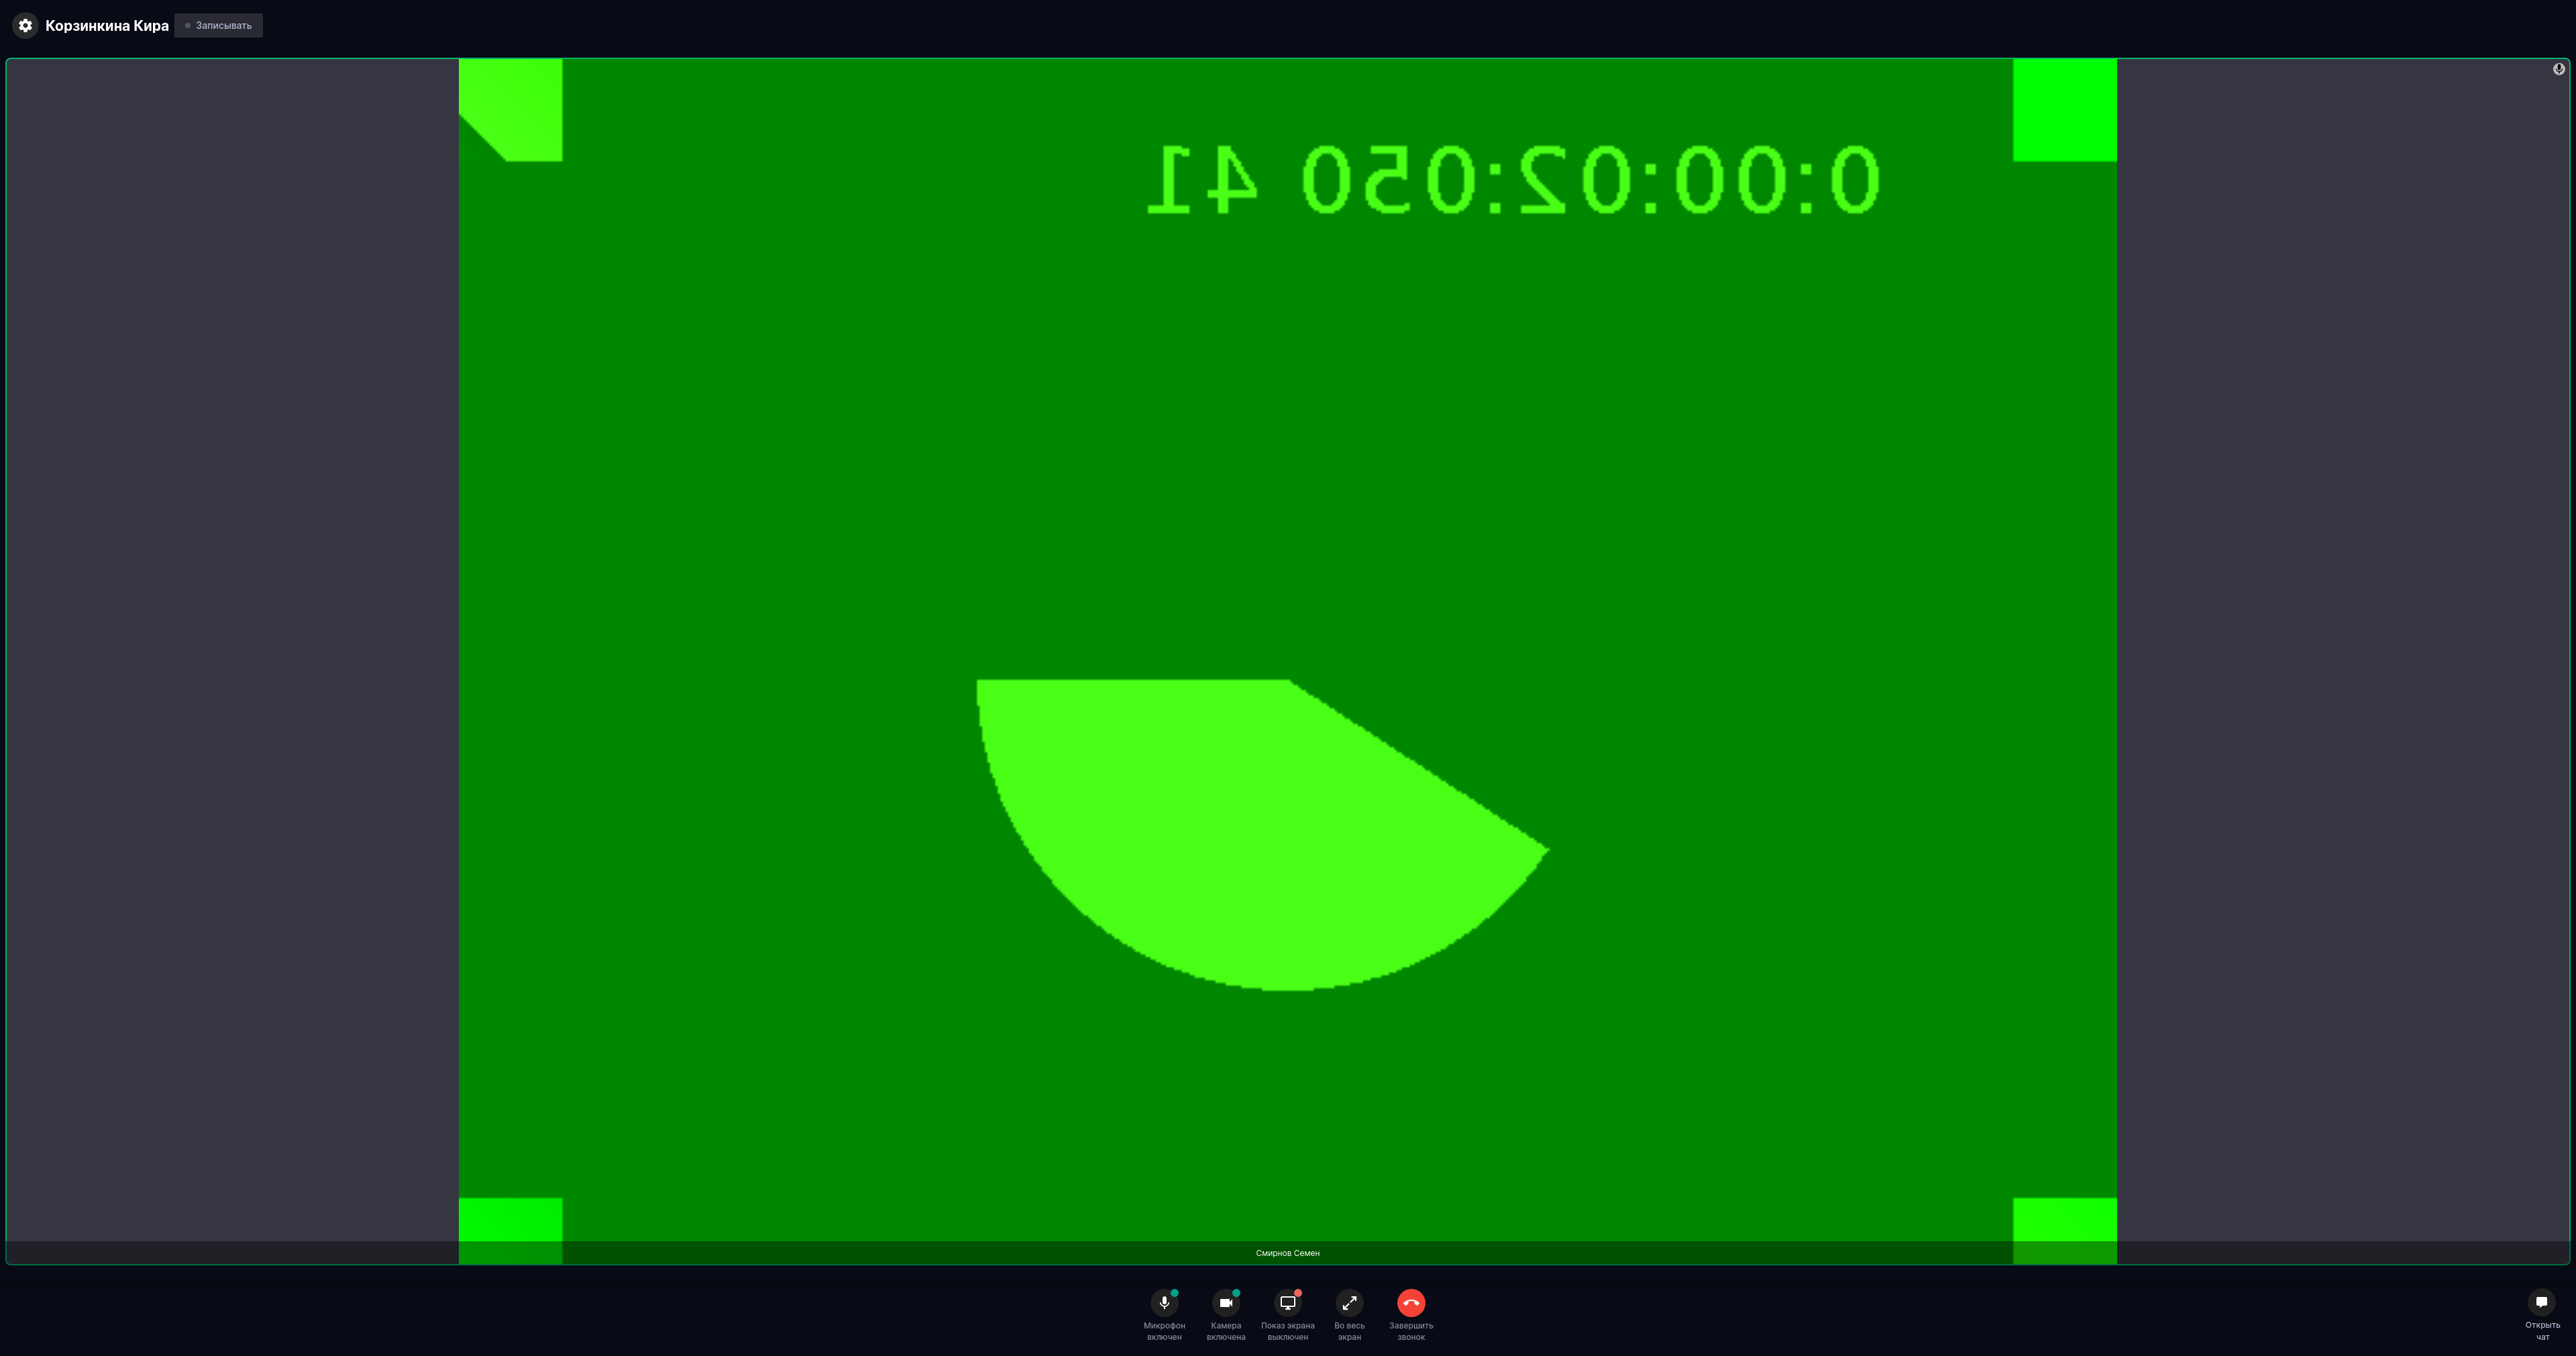 Корзинкина Кира
Записывать
0:00:02:050 41
Смирнов Семен
Микрофон
включен
Камера
включена
Показ экрана
выключен
Во весь
экран
Завершить
звонок
Открыть
чат